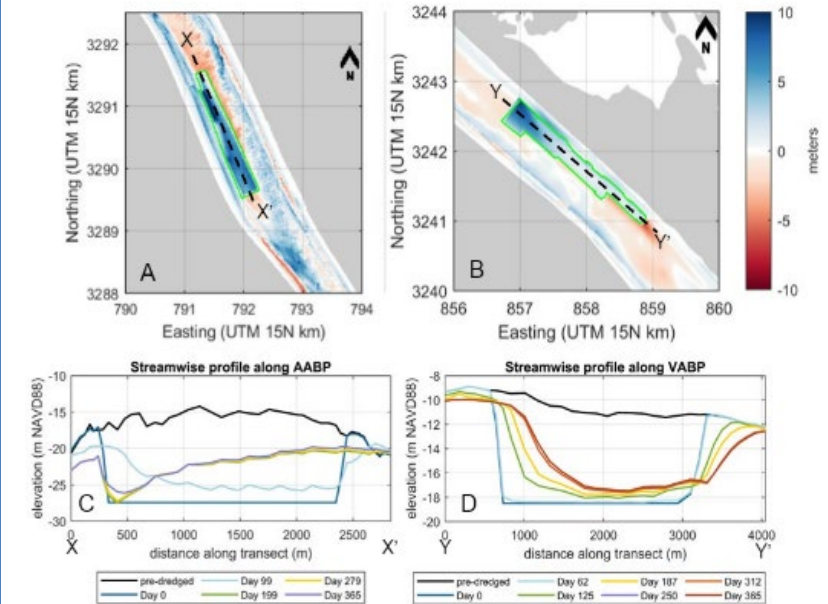 3292
3291
3290
3289
3288
790 791 792 793 794
Northing (UTM 15N km)
Easting (UTM 15N km)
X
X'
A
N
3244
3243
3242
3241
3240
856 857 858 859 860
Northing (UTM 15N km)
Easting (UTM 15N km)
Y
Y'
B
N
10
5
0
-5
-10
meters
Streamwise profile along AABP
-10
-15
-20
-25
-30
elevation (m NAVD88)
C
0 500 1000 1500 2000 2500
X distance along transect (m) X'
pre-dredged Day 99 Day 279
Day 0 Day 199 Day 365
Streamwise profile along VABP
-8
-10
-12
-14
-16
-18
-20
elevation (m NAVD88)
D
0 1000 2000 3000 4000
Y distance along transect (m) Y'
pre-dredged Day 62 Day 187 Day 312
Day 0 Day 125 Day 250 Day 365